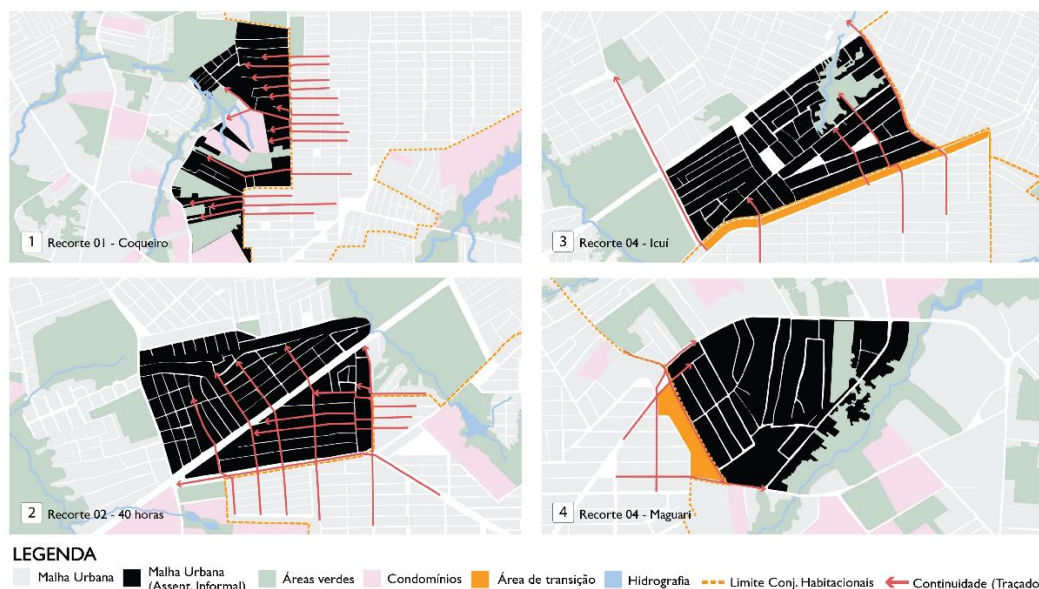 1 Recorte 01 - Coqueiro
3 Recorte 04 - Icuí
2 Recorte 02 - 40 horas
4 Recorte 04 - Maguari
LEGENDA
Malha Urbana
Malha Urbana
(Assent. Informal)
Áreas verdes
Condomínios
Área de transição
Hidrografia
Limite Conj. Habitacionais
Continuidade (Traçado